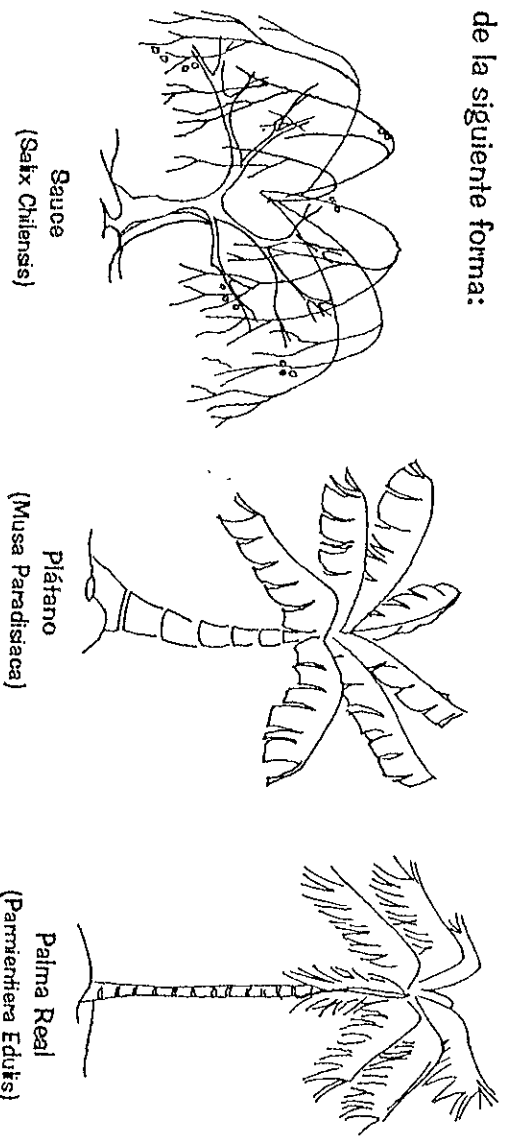 de la siguiente forma:
Sauce
(Salix Chilensis)
Plátano
(Musa Paradisiaca)
Palma Real
(Parmientiera Edulis)